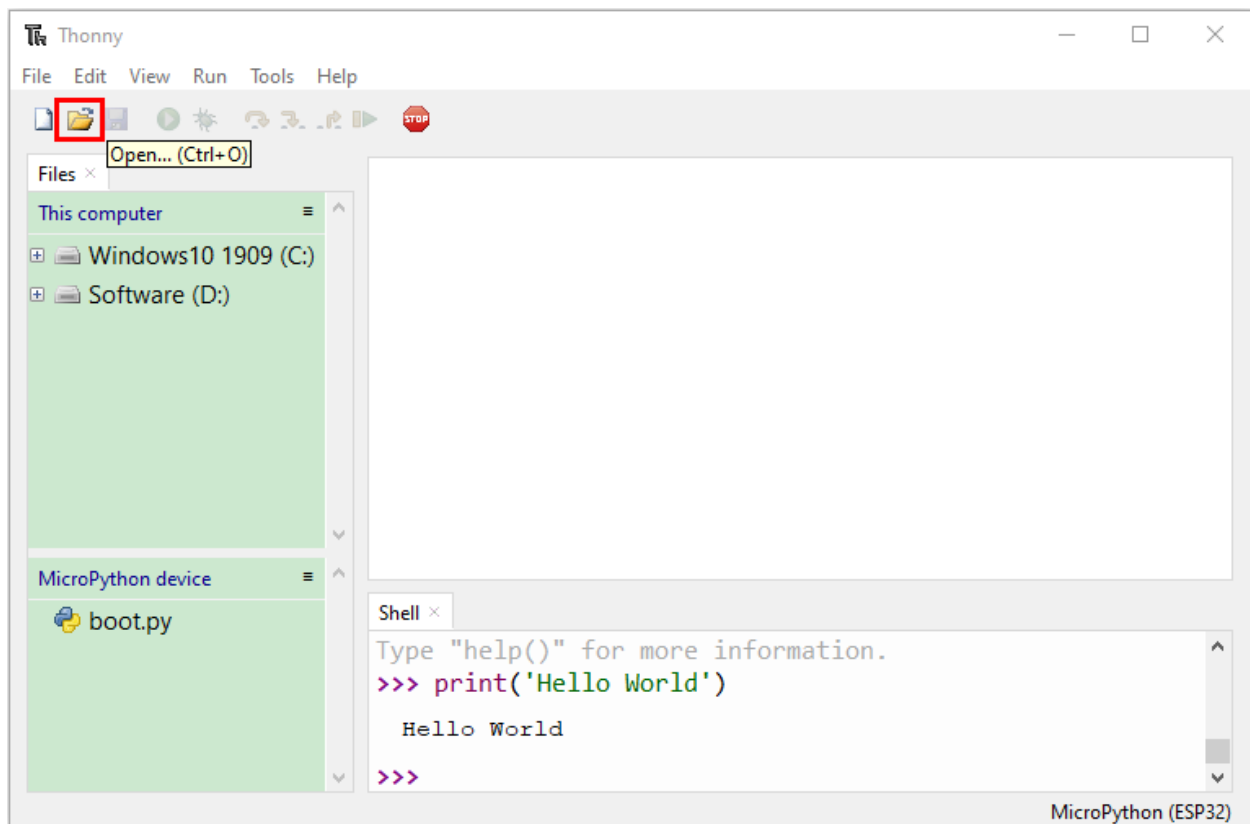 Thonny
File Edit View Run Tools Help
STOP
Open... (Ctrl+O)
Files
This computer
Windows10 1909 (C:)
Software (D:)
MicroPython device
boot.py
Shell
Type "help()" for more information.
>>> print('Hello World')
Hello World
>>>
MicroPython (ESP32)